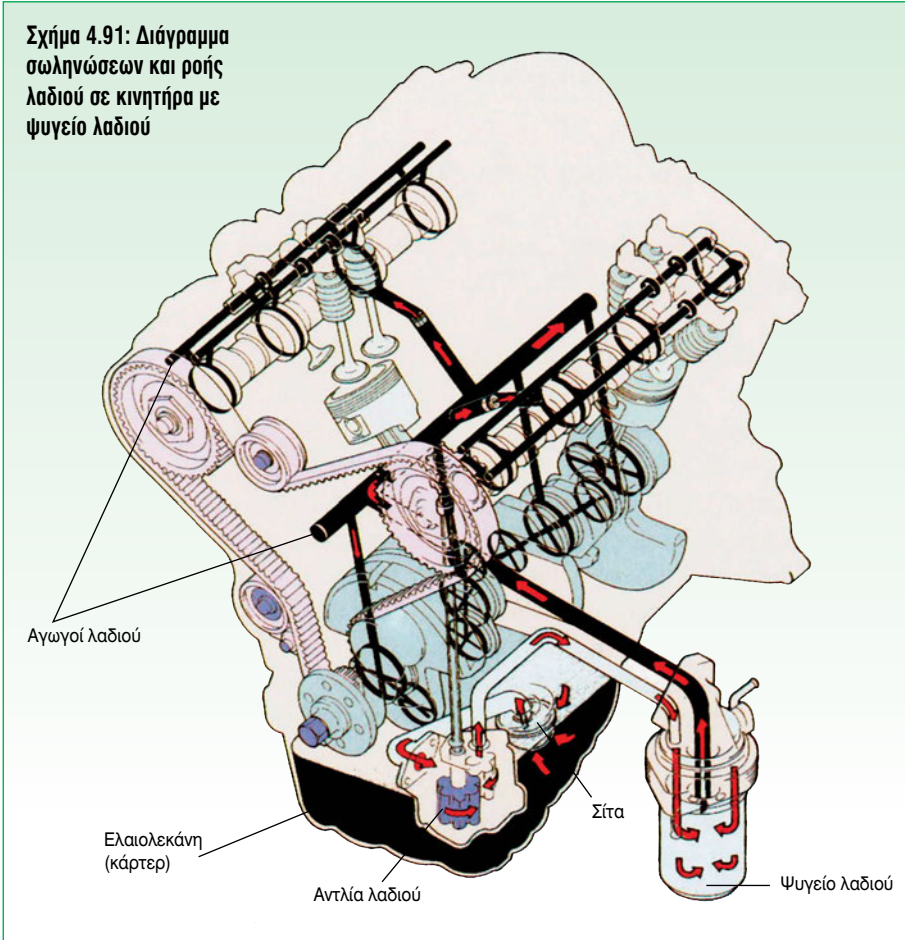 Σχήμα 4.91: Διάγραμμα
σωληνώσεων και ροής
λαδιού σε κινητήρα με
ψυγείο λαδιού
Αγωγοί λαδιού
Σίτα
Ελαιολεκάνη
(κάρτερ)
Αντλία λαδιού
Ψυγείο λαδιού